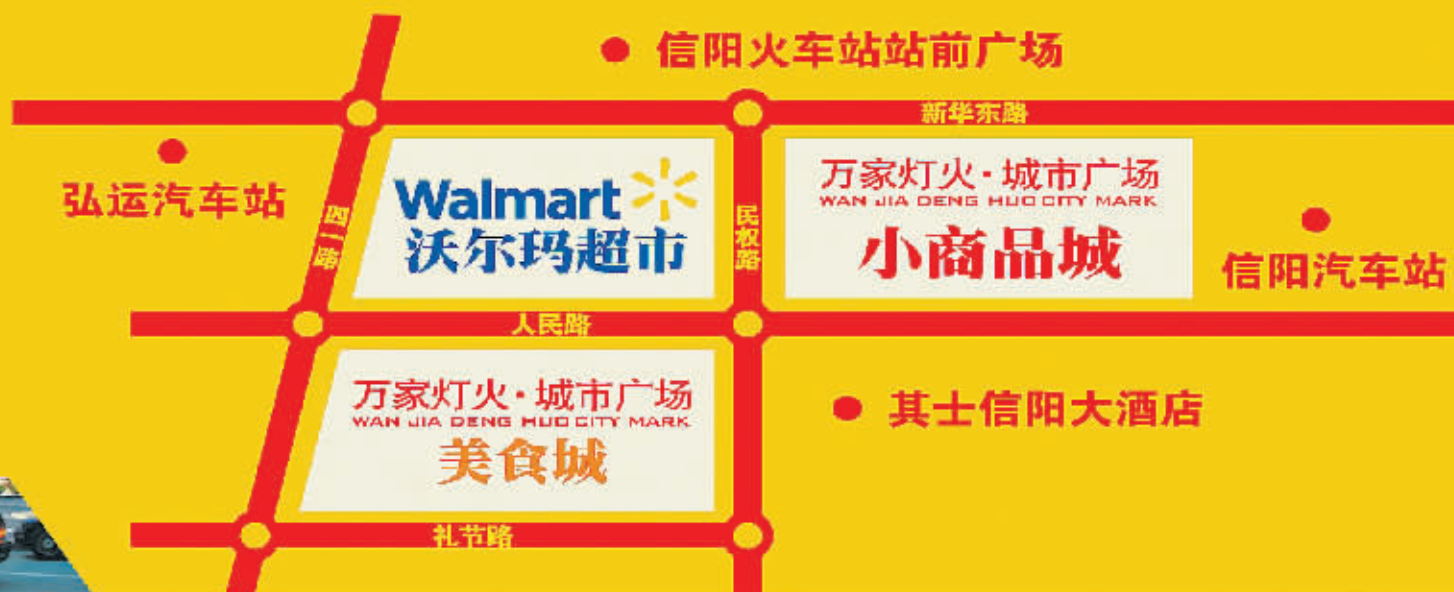 信阳火车站站前广场
新华东路
弘运汽车站
四一路
Walmart
沃尔玛超市
民权路
万家灯火·城市广场
WAN JIA DENG HUO CITY MARK
小商品城
信阳汽车站
人民路
万家灯火·城市广场
WAN JIA DENG HUO CITY MARK
美食城
其士信阳大酒店
礼节路